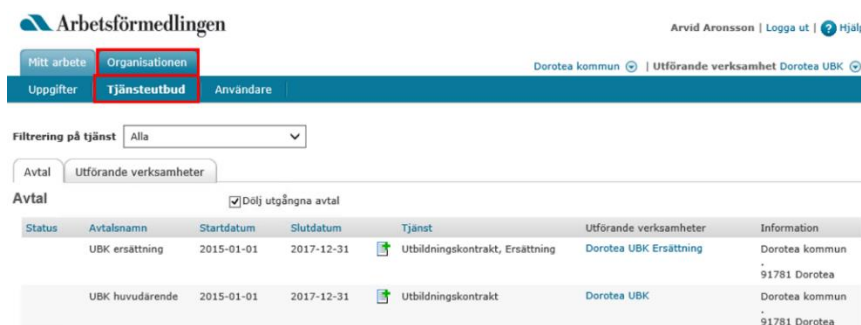 Arbetsförmedlingen
Arvid Aronsson | Logga ut | ? Hjälp
Mitt arbete Organisationen
Dorotea kommun | Utförande verksamhet Dorotea UBK
Uppgifter Tjänsteutbud Användare
Filtrering på tjänst Alla
Avtal Utförande verksamheter
Avtal Dölj utgångna avtal
Status Avtalsnamn Startdatum Slutdatum Tjänst Utförande verksamheter Information
UBK ersättning 2015-01-01 2017-12-31 Utbildningskontrakt, Ersättning Dorotea UBK Ersättning Dorotea kommun
.
91781 Dorotea
UBK huvudärende 2015-01-01 2017-12-31 Utbildningskontrakt Dorotea UBK Dorotea kommun
.
91781 Dorotea